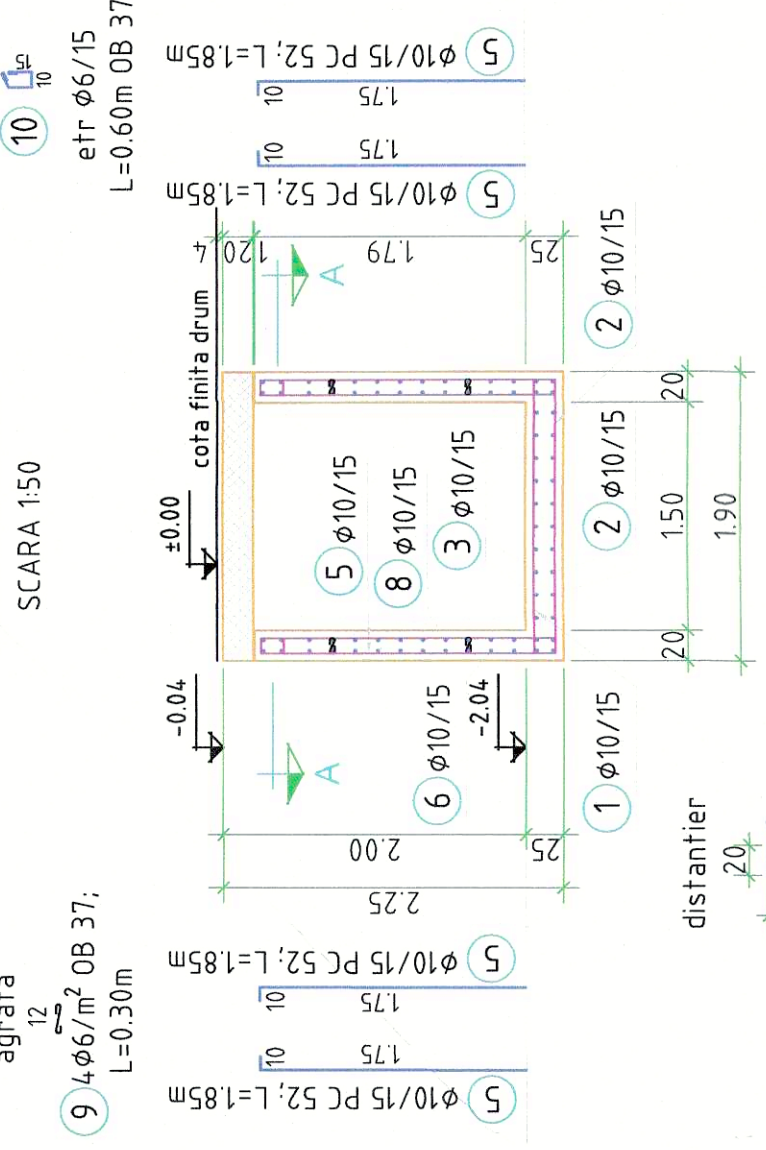 SCARA 1:50
agrafa
12
9 4ϕ6/m² OB 37;
L=0.30m
10
15
10
etr ϕ6/15
L=0.60m OB 37
5 ϕ10/15 PC 52; L=1.85m
10
1.75
10
1.75
5 ϕ10/15 PC 52; L=1.85m
2.25
2.00
25
-0.04
A
6 ϕ10/15
-2.04
±0.00
cota finita drum
5 ϕ10/15
8 ϕ10/15
3 ϕ10/15
4
20
1.79
25
A
5 ϕ10/15 PC 52; L=1.85m
10
1.75
10
1.75
5 ϕ10/15 PC 52; L=1.85m
1 ϕ10/15
2 ϕ10/15
2 ϕ10/15
20
1.50
20
1.90
distantier
20